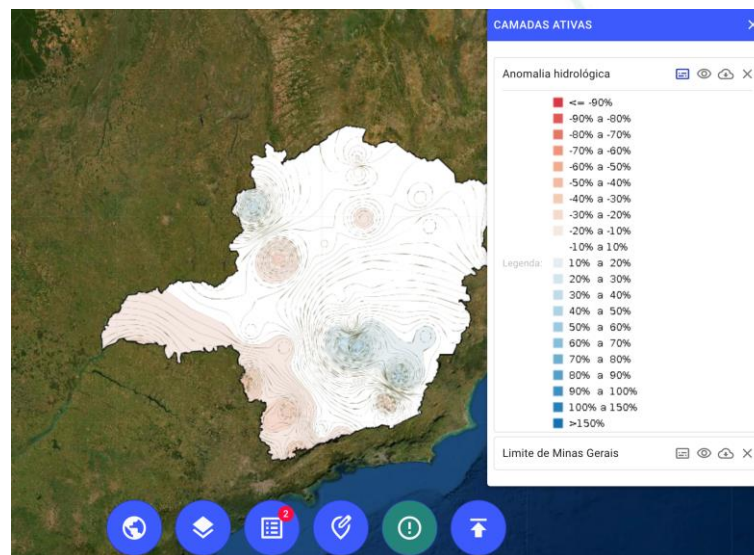 CAMADAS ATIVAS
Anomalia hidrológica
<= -90%
-90% a -80%
-80% a -70%
-70% a -60%
-60% a -50%
-50% a -40%
-40% a -30%
-30% a -20%
-20% a -10%
-10% a 10%
Legenda: 10% a 20%
20% a 30%
30% a 40%
40% a 50%
50% a 60%
60% a 70%
70% a 80%
80% a 90%
90% a 100%
100% a 150%
>150%
Limite de Minas Gerais
2